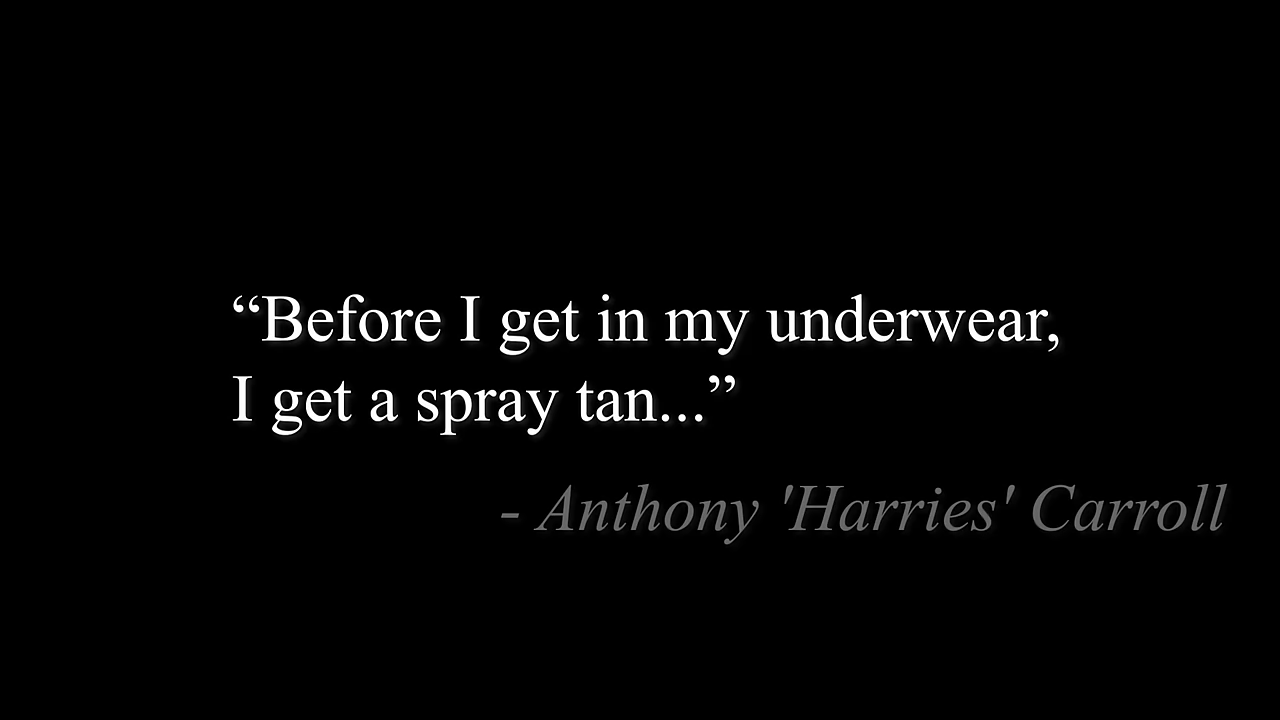 “Before I get in my underwear,
I get a spray tan...”
- Anthony 'Harries' Carroll